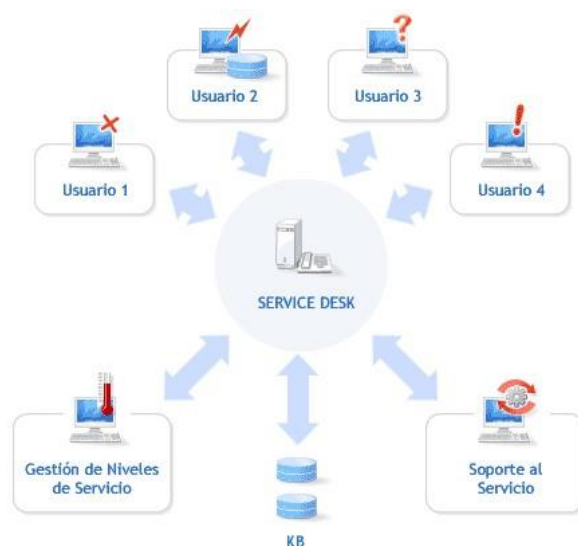 Usuario 2
Usuario 3
Usuario 1
Usuario 4
SERVICE DESK
Gestión de Niveles
de Servicio
Soporte al
Servicio
KB